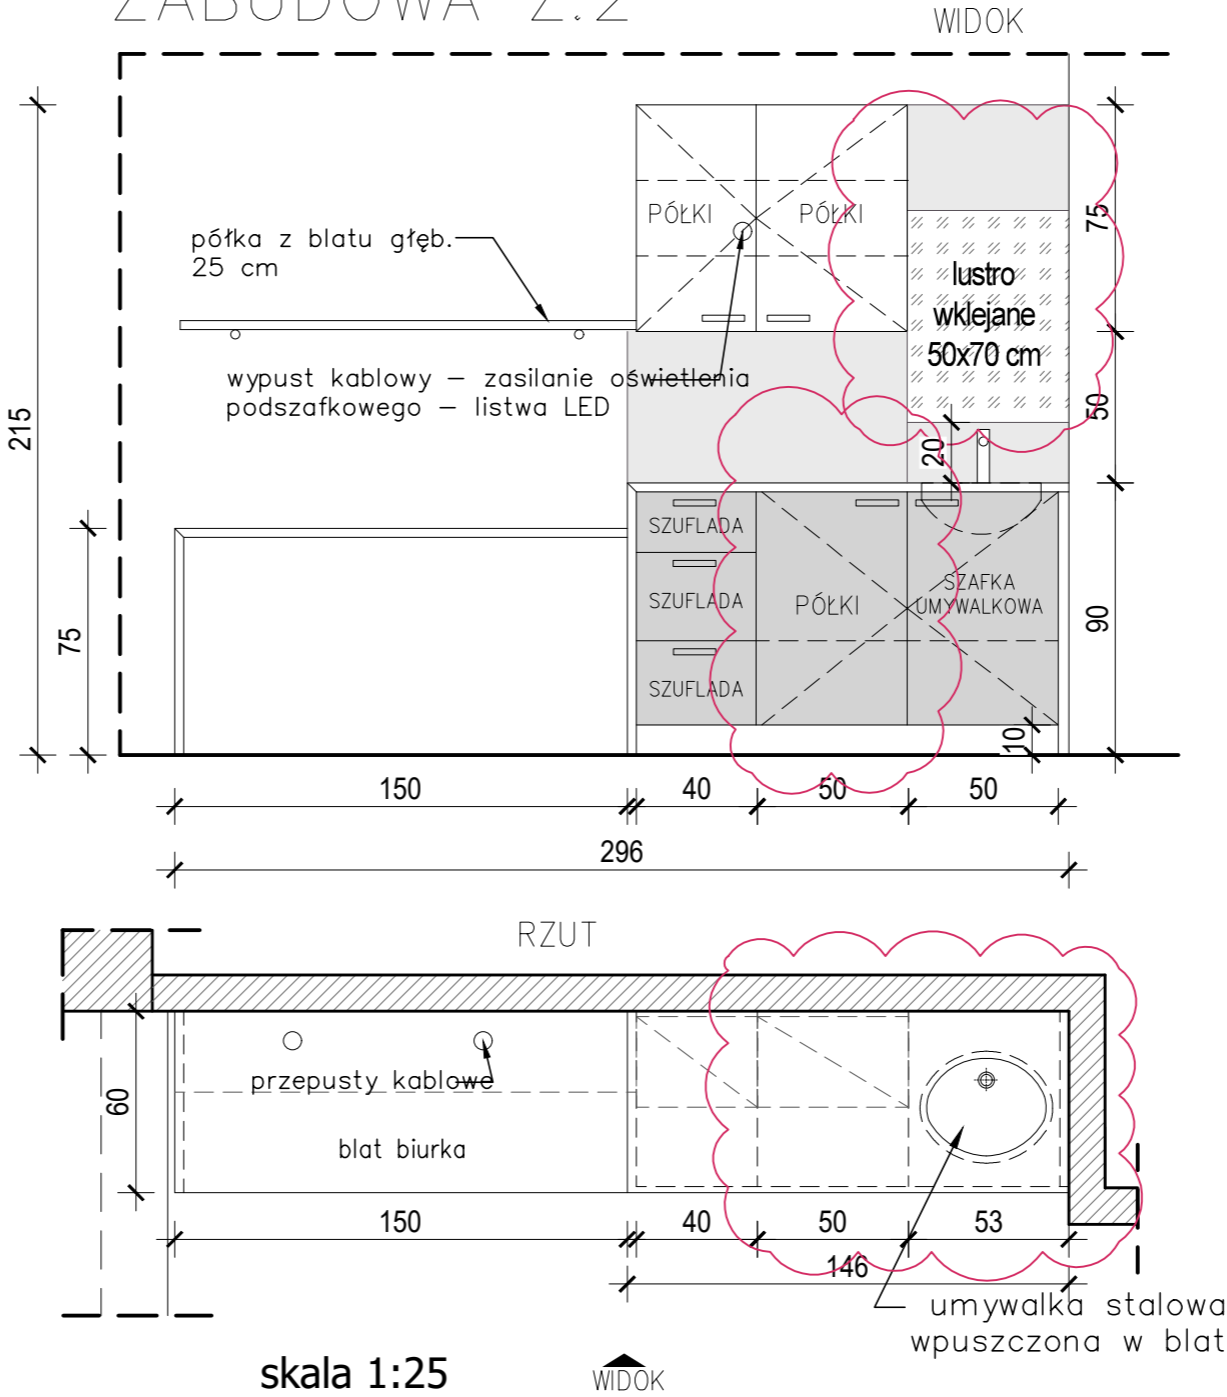 ZABUDOWA Z.2
WIDOK
PÓŁKI
PÓŁKI
półka z blatu głęb.
25 cm
lustro
wklejane
50x70 cm
wypust kablowy – zasilanie oświetlenia
podszafkowego – listwa LED
215
75
75
50
20
90
10
SZUFLADA
SZUFLADA
SZUFLADA
PÓŁKI
SZAFKA
UMYWALKOWA
150
40
50
50
296
RZUT
60
przepusty kablowe
blat biurka
150
40
50
53
146
umywalka stalowa
wpuszczona w blat
skala 1:25
WIDOK